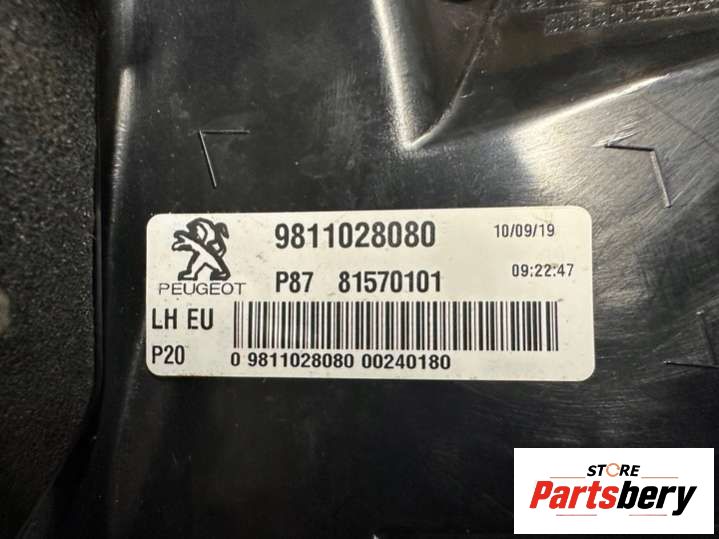 9811028080 10/09/19
PEUGEOT P87 81570101 09:22:47
LH EU
P20 0 9811028080 00240180
STORE
Partsbery